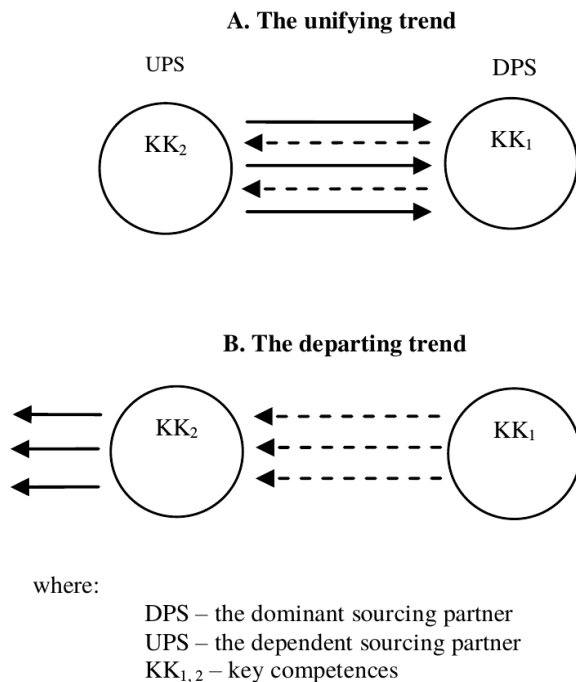 A. The unifying trend
UPS DPS
KK₂ KK₁
B. The departing trend
KK₂ KK₁
where:
DPS – the dominant sourcing partner
UPS – the dependent sourcing partner
KK₁, ₂ – key competences